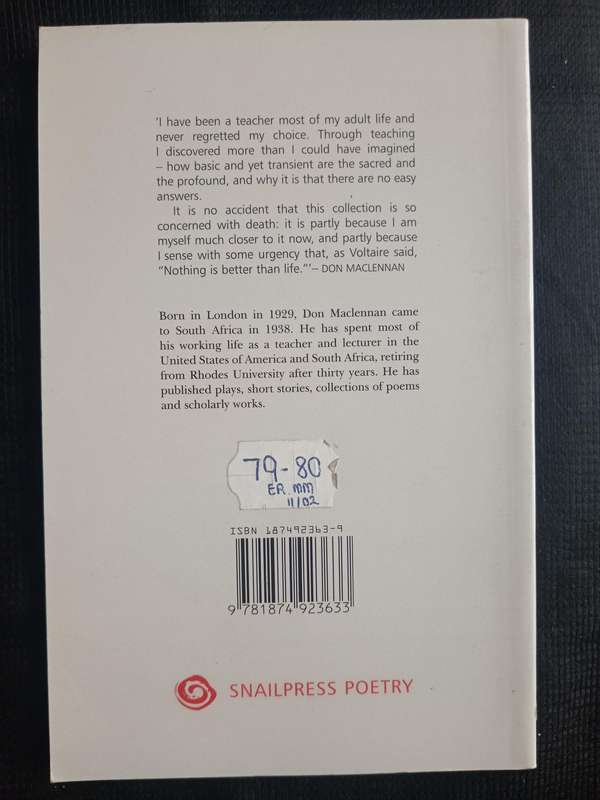 'I have been a teacher most of my adult life and
never regretted my choice. Through teaching
I discovered more than I could have imagined
– how basic and yet transient are the sacred and
the profound, and why it is that there are no easy
answers.
It is no accident that this collection is so
concerned with death: it is partly because I am
myself much closer to it now, and partly because
I sense with some urgency that, as Voltaire said,
"Nothing is better than life."'– DON MACLENNAN
Born in London in 1929, Don Maclennan came
to South Africa in 1938. He has spent most of
his working life as a teacher and lecturer in the
United States of America and South Africa, retiring
from Rhodes University after thirty years. He has
published plays, short stories, collections of poems
and scholarly works.
79-80
ER. MM
11/02
ISBN 187492363-9
9 781874 923633
SNAILPRESS POETRY